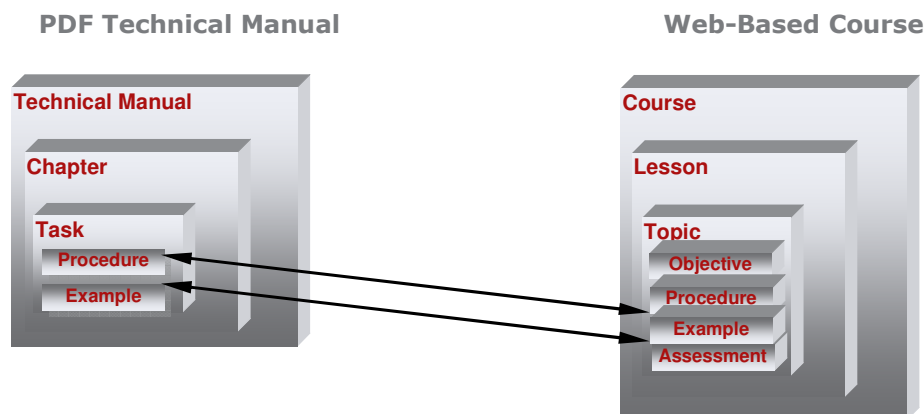 PDF Technical Manual
Web-Based Course
Technical Manual
Chapter
Task
Procedure
Example
Course
Lesson
Topic
Objective
Procedure
Example
Assessment